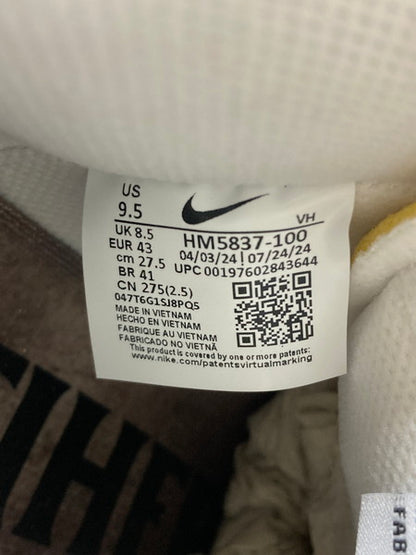 US
9.5
VH
UK 8.5
EUR 43
cm 27.5
BR 41
CN 275(2.5)
HM5837-100
04/03/24|07/24/24
UPC 00197602843644
047T6G1SJ8PQ5
MADE IN VIETNAM
HECHO EN VIETNAM
FABRIQUE AU VIETNAM
FABRICADO NO VIETNÃ
This product is covered by one or more patents:
www.nike.com/patentsvirtualmarking
FAB